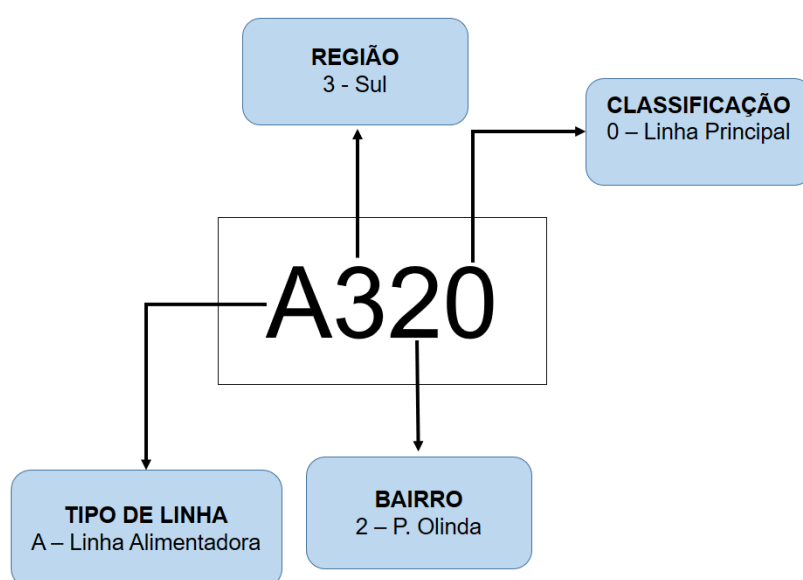 REGIÃO
3 - Sul
CLASSIFICAÇÃO
0 – Linha Principal
A320
TIPO DE LINHA
A – Linha Alimentadora
BAIRRO
2 – P. Olinda